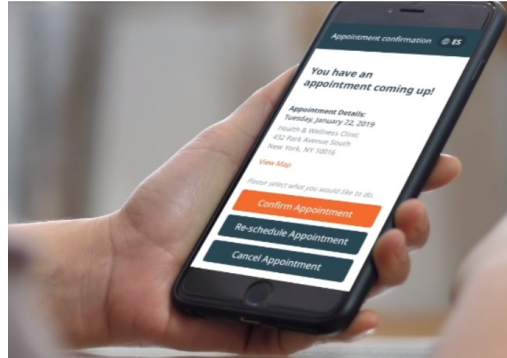 Appointment confirmation ES
You have an
appointment coming up!
Appointment Details:
Tuesday, January 22, 2019
Health & Wellness Clinic
432 Park Avenue South
New York, NY 10016
View Map
Please select what you would like to do.
Confirm Appointment
Re-schedule Appointment
Cancel Appointment